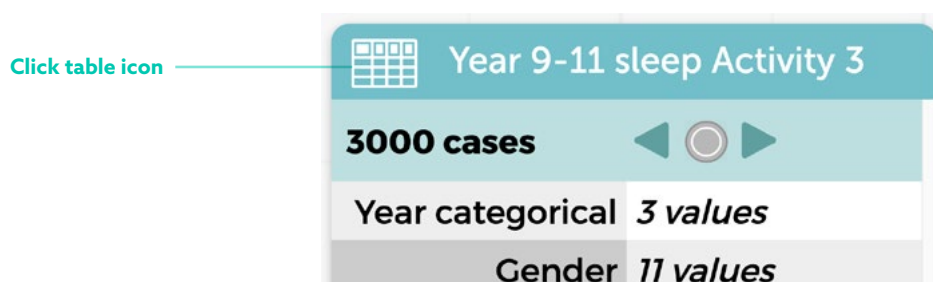 Year 9-11 sleep Activity 3
Click table icon
3000 cases
Year categorical 3 values
Gender 11 values